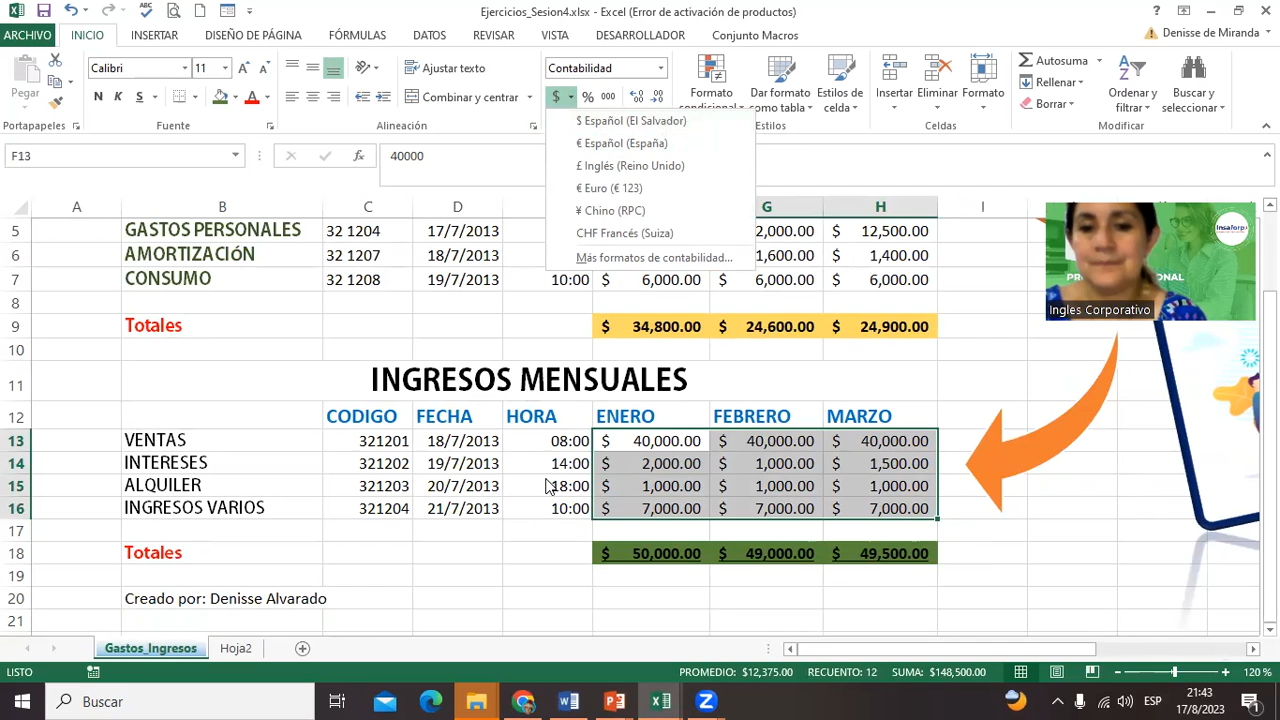 Ejercicios_Sesion4.xlsx - Excel (Error de activación de productos)
ARCHIVO INICIO INSERTAR DISEÑO DE PÁGINA FÓRMULAS DATOS REVISAR VISTA DESARROLLADOR Conjunto Macros Denisse de Miranda
Calibri 11 Ajustar texto Contabilidad Autosuma
Pegar N K S A Combinar y centrar $ % 000 Formato condicional Dar formato como tabla Estilos de celda Insertar Eliminar Formato Rellenar Borrar Ordenar y filtrar Buscar y seleccionar
Portapapeles Fuente Alineación Estilos Celdas Modificar
$ Español (El Salvador)
€ Español (España)
£ Inglés (Reino Unido)
€ Euro (€ 123)
¥ Chino (RPC)
CHF Francés (Suiza)
Más formatos de contabilidad...
F13 fx 40000
A B C D G H I
5 GASTOS PERSONALES 32 1204 17/7/2013 2,000.00 $ 12,500.00
6 AMORTIZACIÓN 32 1207 18/7/2013 1,600.00 $ 1,400.00
7 CONSUMO 32 1208 19/7/2013 10:00 $ 6,000.00 $ 6,000.00 $ 6,000.00
8
9 Totales $ 34,800.00 $ 24,600.00 $ 24,900.00
10
11 INGRESOS MENSUALES
12 CODIGO FECHA HORA ENERO FEBRERO MARZO
13 VENTAS 321201 18/7/2013 08:00 $ 40,000.00 $ 40,000.00 $ 40,000.00
14 INTERESES 321202 19/7/2013 14:00 $ 2,000.00 $ 1,000.00 $ 1,500.00
15 ALQUILER 321203 20/7/2013 18:00 $ 1,000.00 $ 1,000.00 $ 1,000.00
16 INGRESOS VARIOS 321204 21/7/2013 10:00 $ 7,000.00 $ 7,000.00 $ 7,000.00
17
18 Totales $ 50,000.00 $ 49,000.00 $ 49,500.00
19
20 Creado por: Denisse Alvarado
21
Insaforp
Ingles Corporativo
Gastos_Ingresos Hoja2
LISTO PROMEDIO: $12,375.00 RECUENTO: 12 SUMA: $148,500.00 120 %
Buscar ESP 21:43
17/8/2023